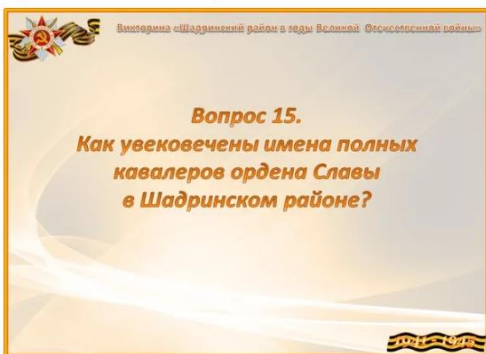 Викторина «Шадринский район в годы Великой Отечественной войны»
Вопрос 15.
Как увековечены имена полных
кавалеров ордена Славы
в Шадринском районе?
1941 - 1945